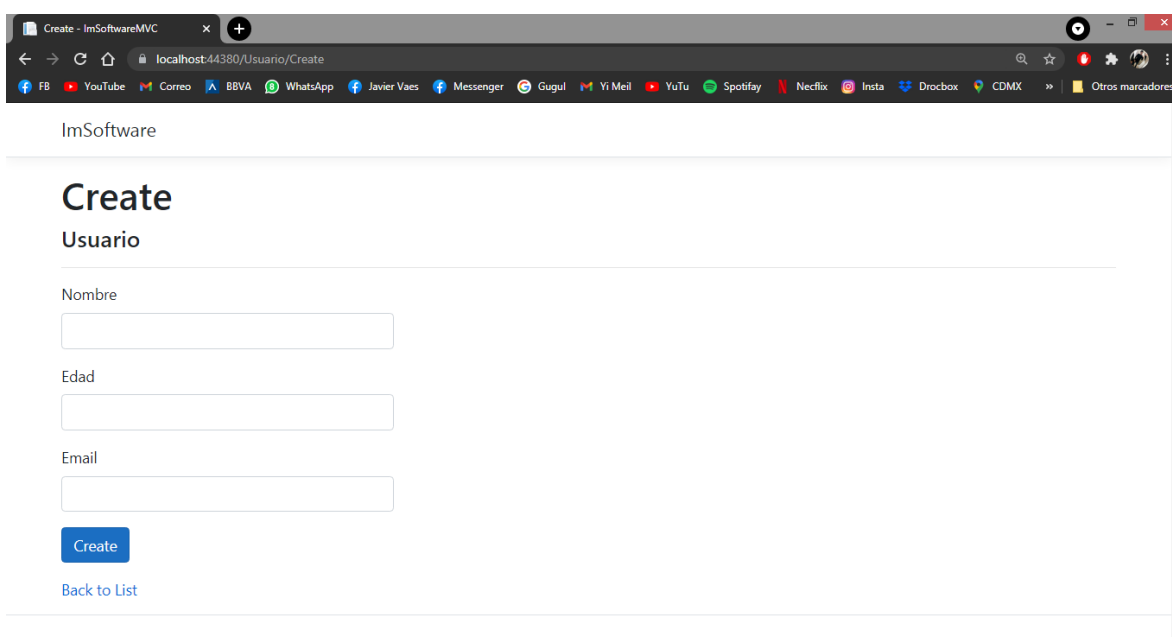 Create - ImSoftwareMVC
localhost:44380/Usuario/Create
FB YouTube Correo BBVA WhatsApp Javier Vaes Messenger Gugul Yi Meil YuTu Spotifay Necflix Insta Drocbox CDMX » Otros marcadores
ImSoftware
Create
Usuario
Nombre
Edad
Email
Create
Back to List